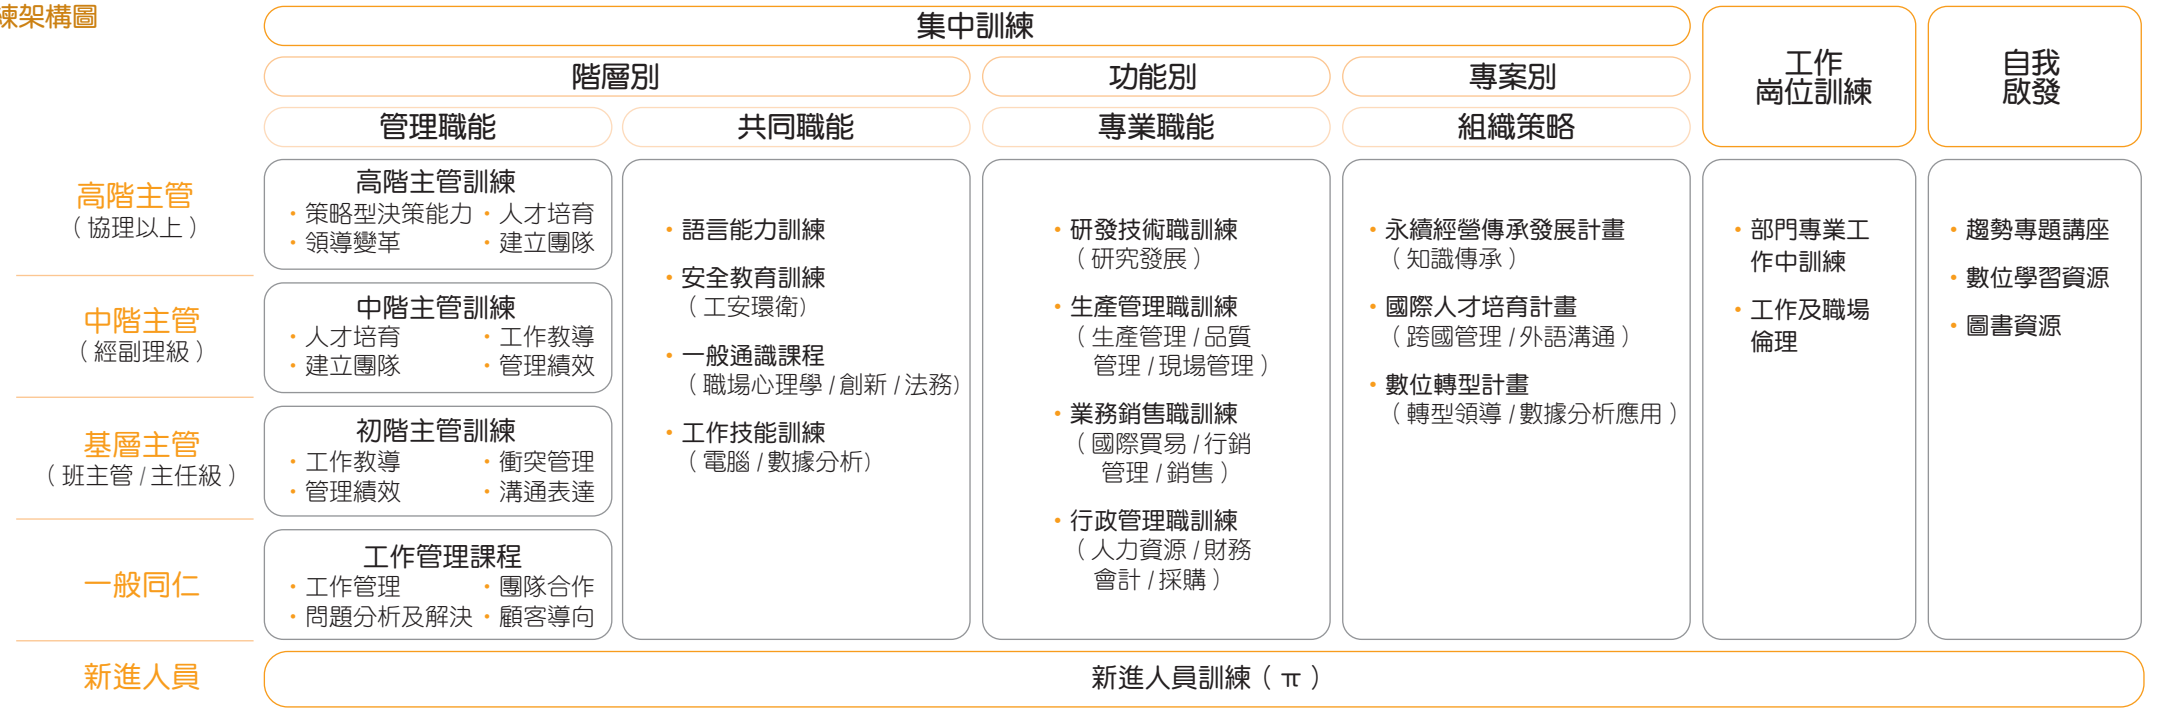 練架構圖
集中訓練
階層別
功能別
專案別
管理職能
共同職能
專業職能
組織策略
工作
崗位訓練
自我
啟發
高階主管
（協理以上）
高階主管訓練
・策略型決策能力
・人才培育
・領導變革
・建立團隊
中階主管
（經副理級）
中階主管訓練
・人才培育
・工作教導
・建立團隊
・管理績效
基層主管
（班主管 / 主任級）
初階主管訓練
・工作教導
・衝突管理
・管理績效
・溝通表達
一般同仁
工作管理課程
・工作管理
・團隊合作
・問題分析及解決
・顧客導向
・語言能力訓練
・安全教育訓練
（工安環衛）
・一般通識課程
（職場心理學 / 創新 / 法務）
・工作技能訓練
（電腦 / 數據分析）
・研發技術職訓練
（研究發展）
・生產管理職訓練
（生產管理 / 品質
管理 / 現場管理）
・業務銷售職訓練
（國際買易 / 行銷
管理 / 銷售）
・行政管理職訓練
（人力資源 / 財務
會計 / 採購）
・永續經營傳承發展計畫
（知識傳承）
・國際人才培育計畫
（跨國管理 / 外語溝通）
・數位轉型計畫
（轉型領導 / 數據分析應用）
・部門專業工
作中訓練
・工作及職場
倫理
・趨勢專題講座
・數位學習資源
・圖書資源
新進人員
新進人員訓練（π）